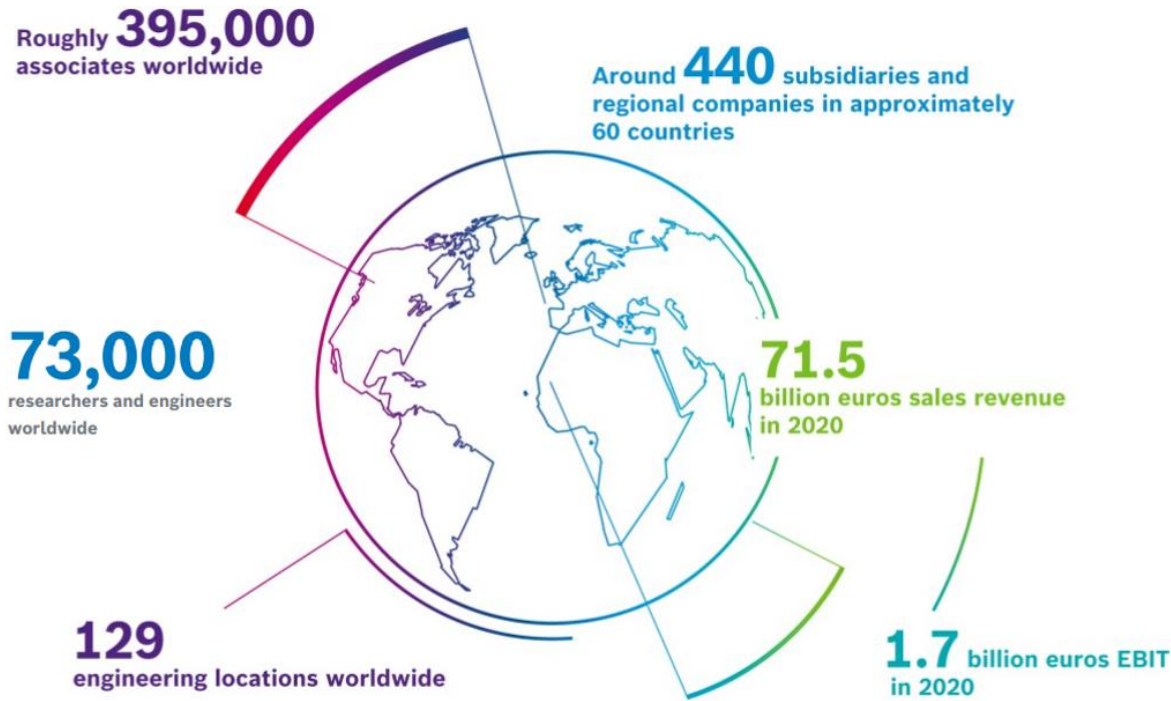 Roughly 395,000
associates worldwide
Around 440 subsidiaries and
regional companies in approximately
60 countries
73,000
researchers and engineers
worldwide
71.5
billion euros sales revenue
in 2020
129
engineering locations worldwide
1.7 billion euros EBIT
in 2020